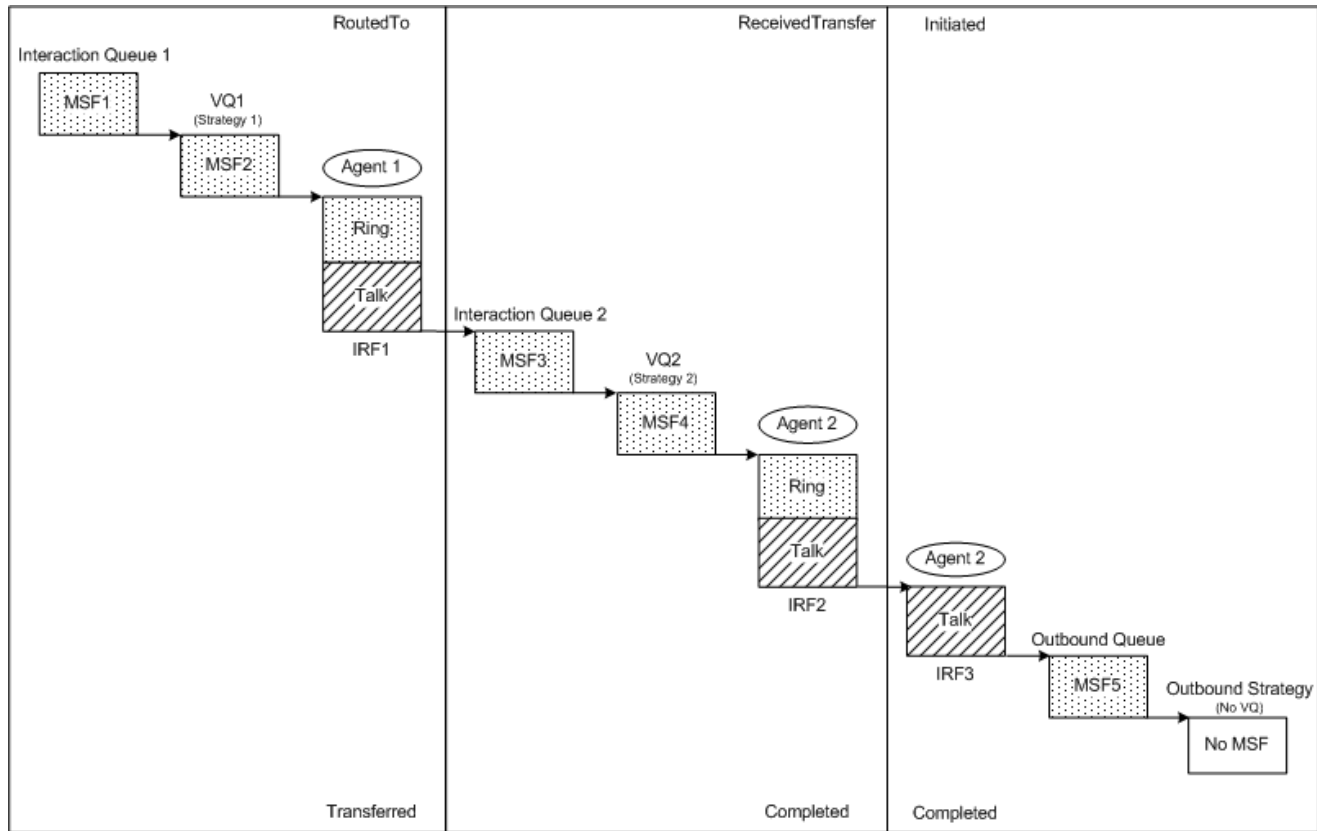 RoutedTo
Interaction Queue 1
MSF1
VQ1
(Strategy 1)
MSF2
Agent 1
Ring
Talk
IRF1
Transferred
ReceivedTransfer
Interaction Queue 2
MSF3
VQ2
(Strategy 2)
MSF4
Agent 2
Ring
Talk
IRF2
Completed
Initiated
Agent 2
Talk
IRF3
Outbound Queue
MSF5
Outbound Strategy
(No VQ)
No MSF
Completed